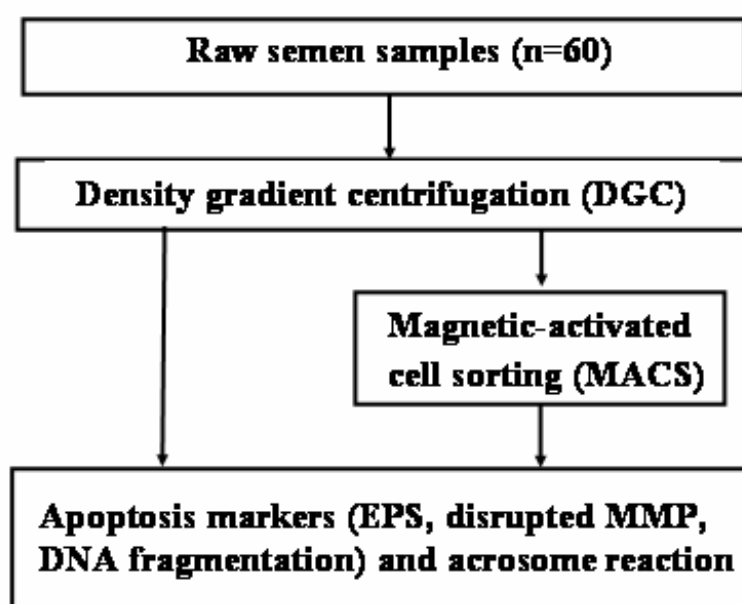 Raw semen samples (n=60)
Density gradient centrifugation (DGC)
Magnetic-activated
cell sorting (MACS)
Apoptosis markers (EPS, disrupted MMP,
DNA fragmentation) and acrosome reaction